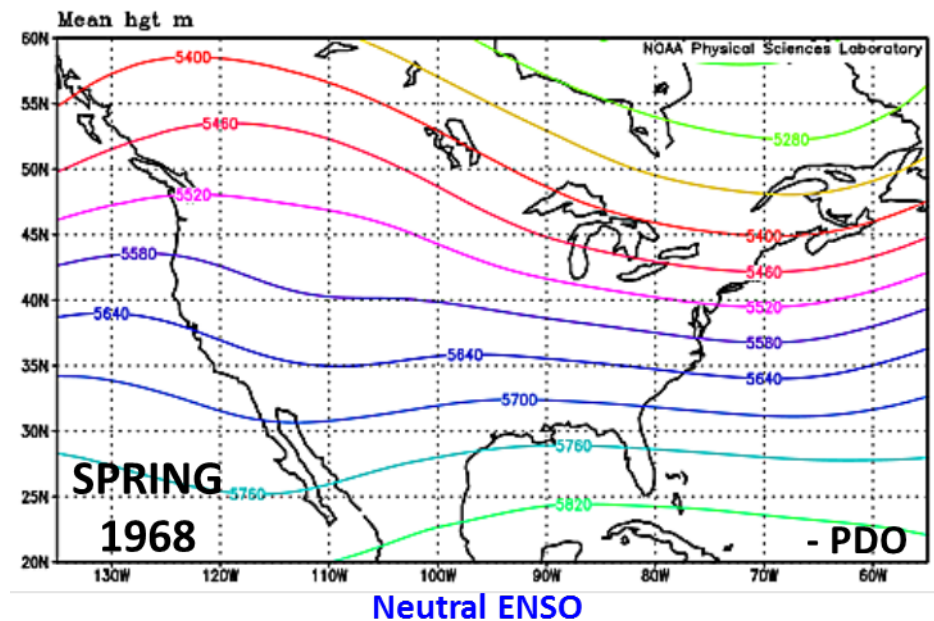 Mean hgt m
NOAA Physical Sciences Laboratory
60N
55N
50N
45N
40N
35N
30N
25N
20N
5400
5460
5520
5580
5640
5760
5280
5400
5460
5520
5580
5640
5640
5700
5760
5820
SPRING
1968
- PDO
130W 120W 110W 100W 90W 80W 70W 60W
Neutral ENSO